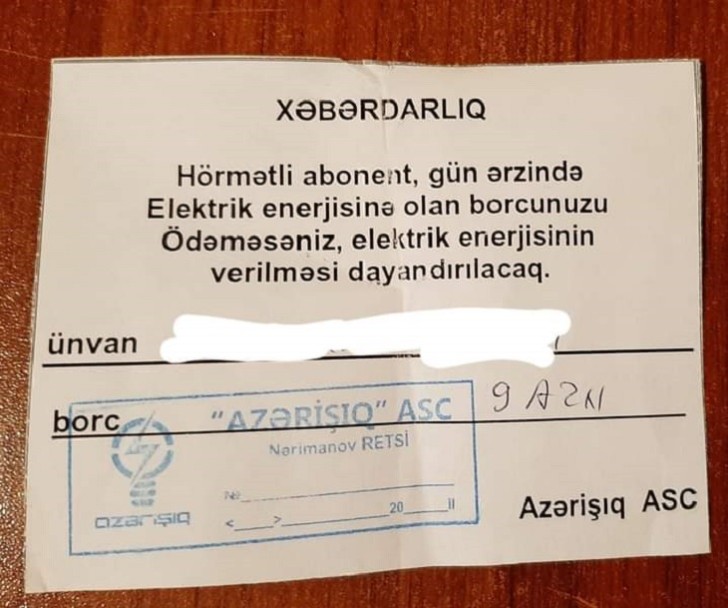 XƏBƏRDARLIQ
Hörmətli abonent, gün ərzində
Elektrik enerjisinə olan borcunuzu
Ödəməsəniz, elektrik enerjisinin
verilməsi dayandırılacaq.
ünvan
borc 9 AZN
"AZƏRİŞIQ" ASC
Nərimanov RETSİ
№
< > 20 il
azərişıq
Azərişıq ASC